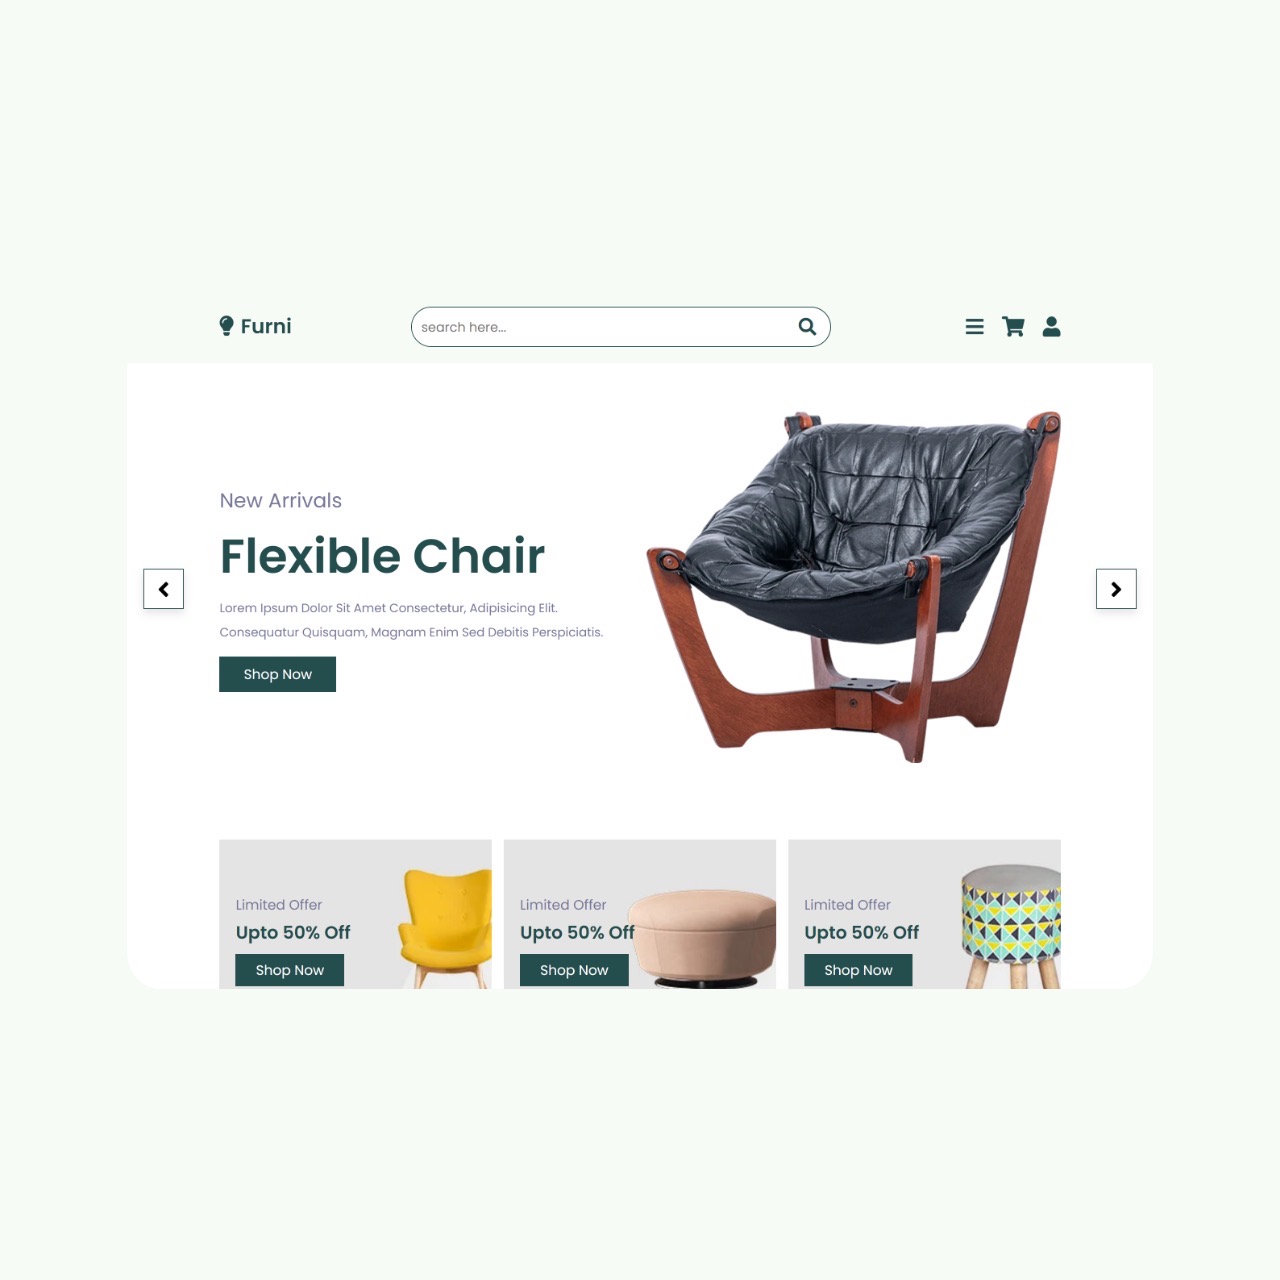 Furni
search here...
New Arrivals
Flexible Chair
Lorem Ipsum Dolor Sit Amet Consectetur, Adipisicing Elit.
Consequatur Quisquam, Magnam Enim Sed Debitis Perspiciatis.
Shop Now
Limited Offer
Upto 50% Off
Shop Now
Limited Offer
Upto 50% Off
Shop Now
Limited Offer
Upto 50% Off
Shop Now